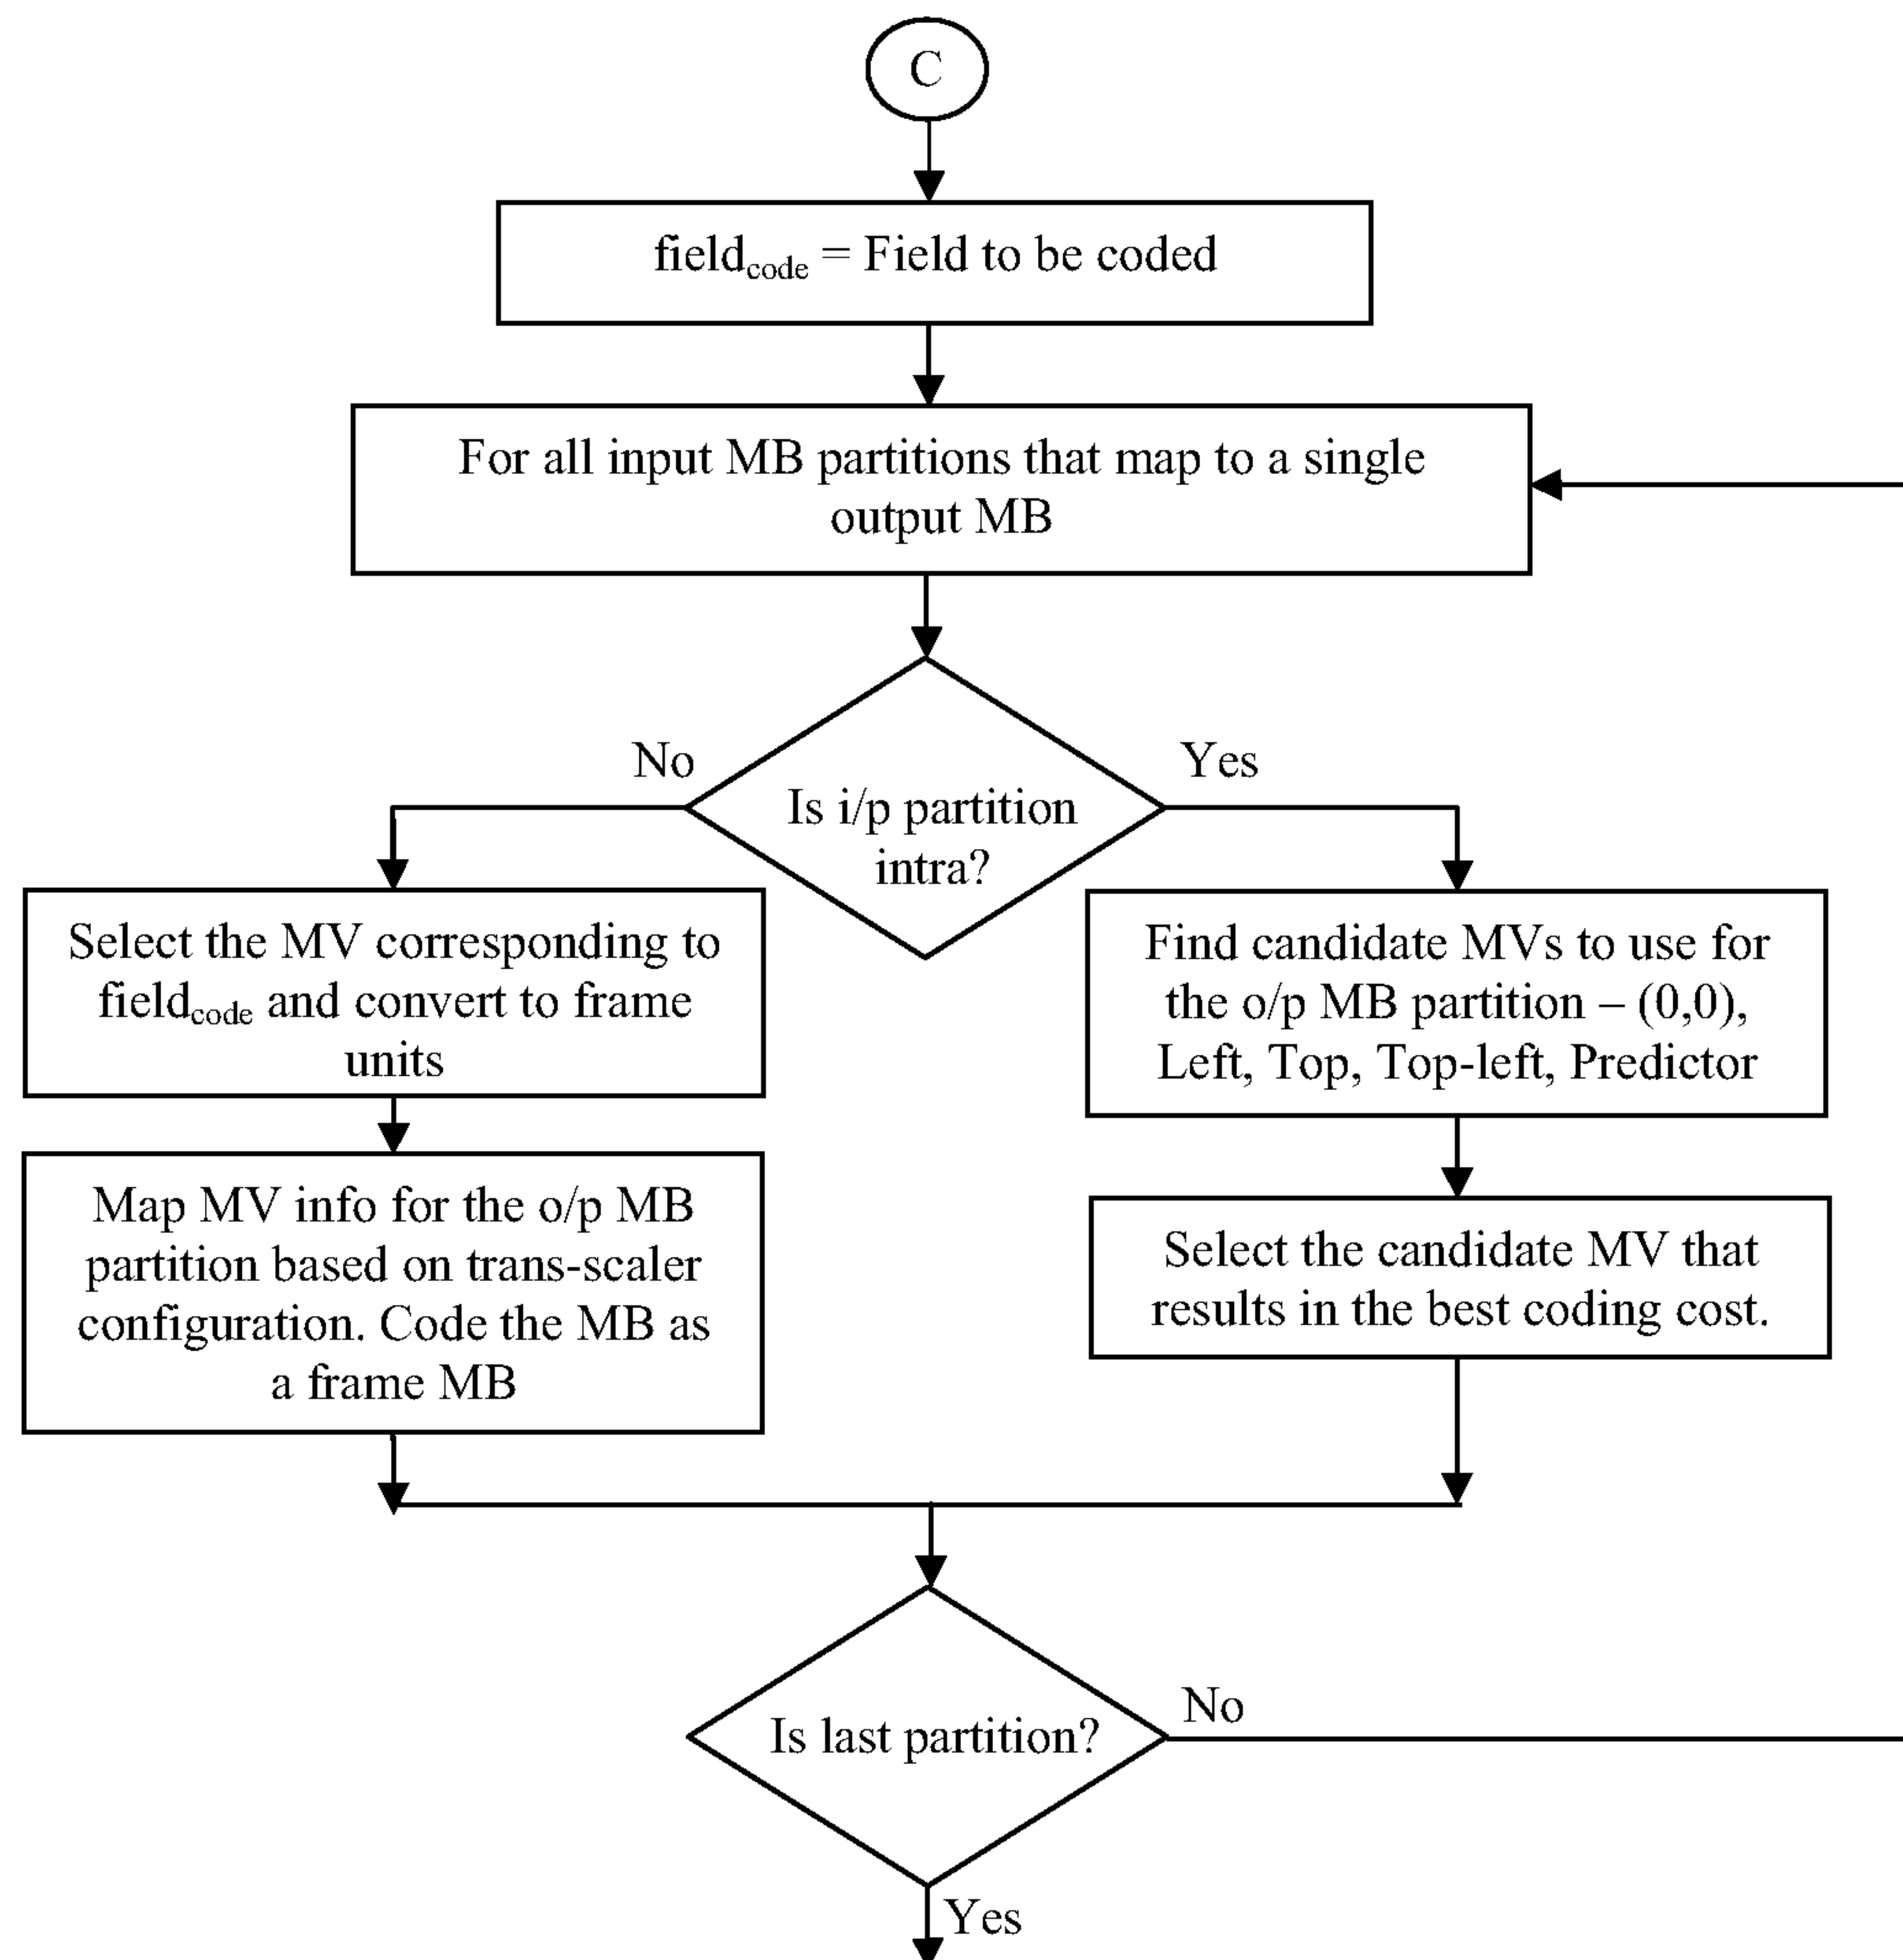 C
field_code = Field to be coded
For all input MB partitions that map to a single
output MB
No
Yes
Is i/p partition
intra?
Select the MV corresponding to
field_code and convert to frame
units
Find candidate MVs to use for
the o/p MB partition – (0,0),
Left, Top, Top-left, Predictor
Map MV info for the o/p MB
partition based on trans-scaler
configuration. Code the MB as
a frame MB
Select the candidate MV that
results in the best coding cost.
Is last partition?
No
Yes